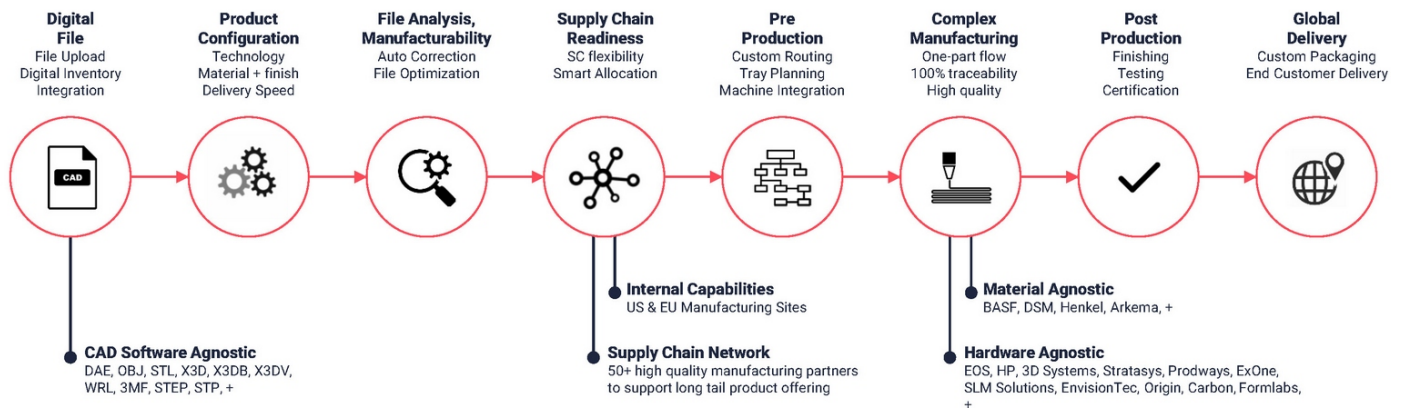 Digital
File
File Upload
Digital Inventory
Integration
Product
Configuration
Technology
Material + finish
Delivery Speed
File Analysis,
Manufacturability
Auto Correction
File Optimization
Supply Chain
Readiness
SC flexibility
Smart Allocation
Pre
Production
Custom Routing
Tray Planning
Machine Integration
Complex
Manufacturing
One-part flow
100% traceability
High quality
Post
Production
Finishing
Testing
Certification
Global
Delivery
Custom Packaging
End Customer Delivery
CAD
Internal Capabilities
US & EU Manufacturing Sites
Material Agnostic
BASF, DSM, Henkel, Arkema, +
CAD Software Agnostic
DAE, OBJ, STL, X3D, X3DB, X3DV,
WRL, 3MF, STEP, STP, +
Supply Chain Network
50+ high quality manufacturing partners
to support long tail product offering
Hardware Agnostic
EOS, HP, 3D Systems, Stratasys, Prodways, ExOne,
SLM Solutions, EnvisionTec, Origin, Carbon, Formlabs,
+